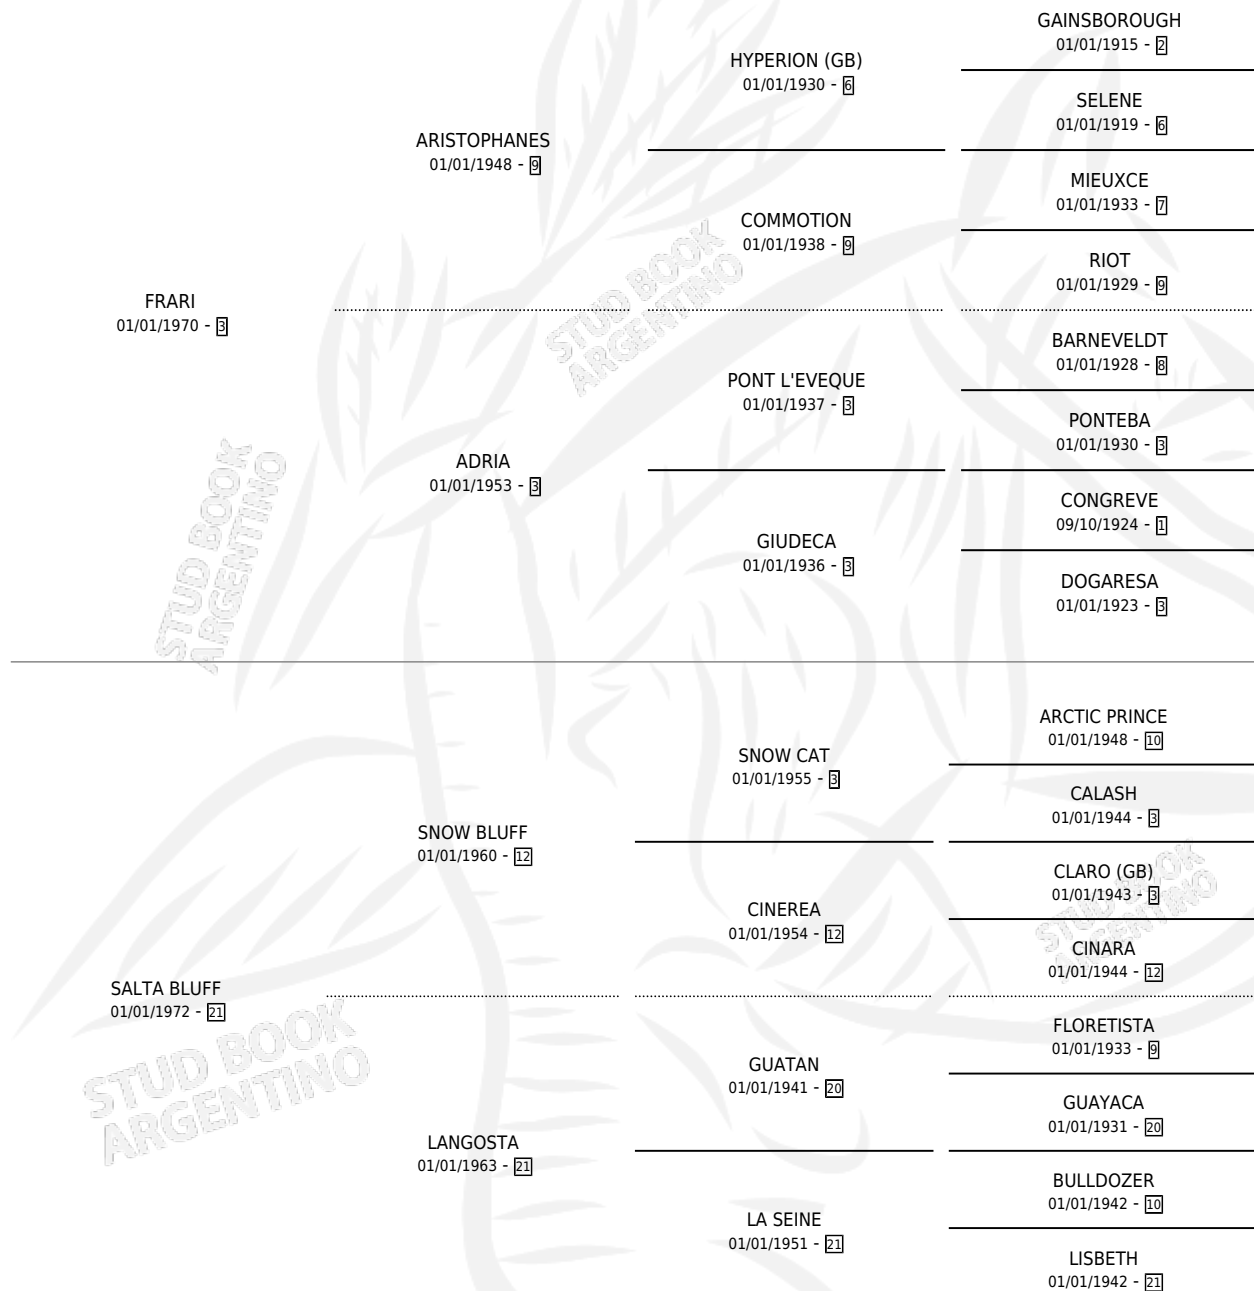 GAINSBOROUGH
01/01/1915 - 2
HYPERION (GB)
01/01/1930 - 6
SELENE
01/01/1919 - 6
ARISTOPHANES
01/01/1948 - 9
MIEUXCE
01/01/1933 - 7
COMMOTION
01/01/1938 - 9
RIOT
01/01/1929 - 9
FRARI
01/01/1970 - 3
BARNEVELDT
01/01/1928 - 8
PONT L'EVEQUE
01/01/1937 - 3
PONTEBA
01/01/1930 - 3
ADRIA
01/01/1953 - 3
CONGREVE
09/10/1924 - 1
GIUDECA
01/01/1936 - 3
DOGARESA
01/01/1923 - 3
ARCTIC PRINCE
01/01/1948 - 10
SNOW CAT
01/01/1955 - 3
CALASH
01/01/1944 - 3
SNOW BLUFF
01/01/1960 - 12
CLARO (GB)
01/01/1943 - 3
CINEREA
01/01/1954 - 12
CINARA
01/01/1944 - 12
SALTA BLUFF
01/01/1972 - 21
FLORETISTA
01/01/1933 - 9
GUATAN
01/01/1941 - 20
GUAYACA
01/01/1931 - 20
LANGOSTA
01/01/1963 - 21
BULLDOZER
01/01/1942 - 10
LA SEINE
01/01/1951 - 21
LISBETH
01/01/1942 - 21
STUD BOOK
ARGENTINO
STUD BOOK
ARGENTINO
STUD BOOK
ARGENTINO
STUD BOOK
ARGENTINO